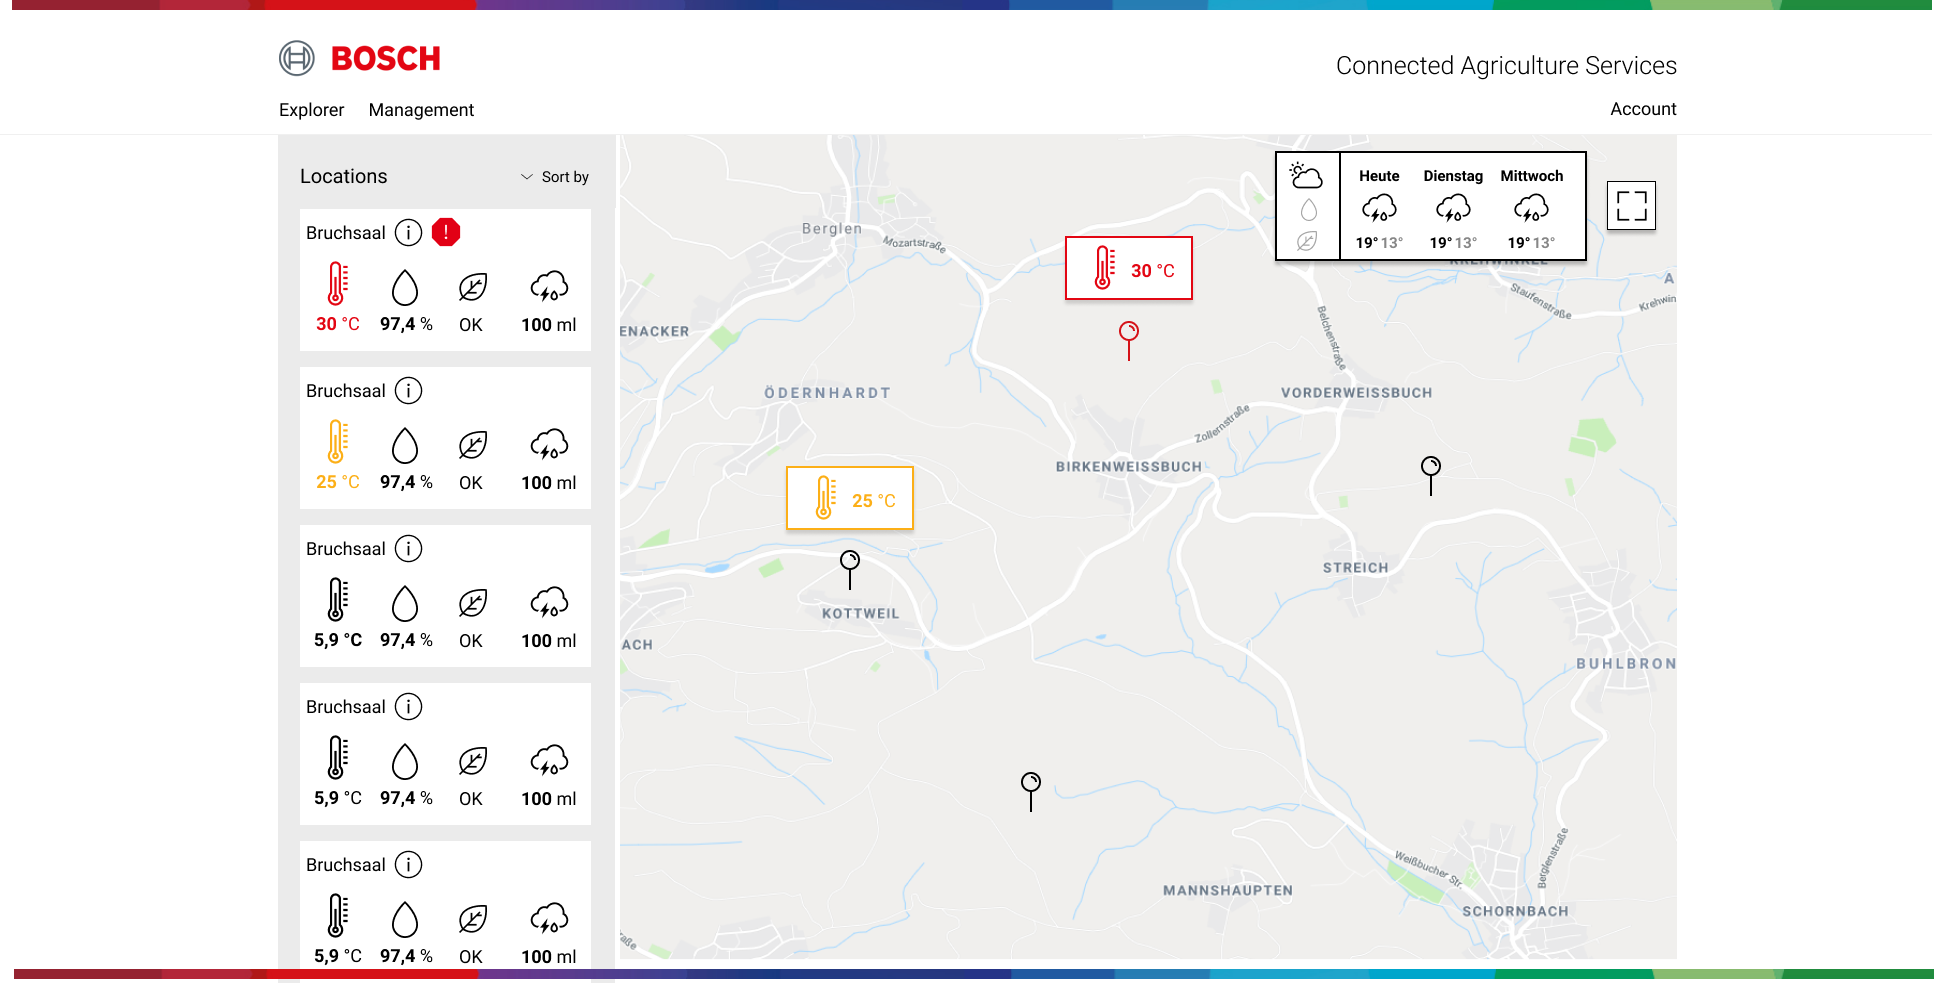 BOSCH
Connected Agriculture Services
Explorer Management
Account
Locations
Sort by
Bruchsaal
30 °C 97,4 % OK 100 ml
Bruchsaal
25 °C 97,4 % OK 100 ml
Bruchsaal
5,9 °C 97,4 % OK 100 ml
Bruchsaal
5,9 °C 97,4 % OK 100 ml
Bruchsaal
5,9 °C 97,4 % OK 100 ml
Heute Dienstag Mittwoch
19° 13° 19° 13° 19° 13°
30 °C
25 °C
Berglen
Mozartstraße
ENACKER
ÖDERNHARDT
Belchenstraße
Staufenstraße
Krehwin
A
VORDERWEISSBUCH
Zollernstraße
BIRKENWEISSBUCH
STREICH
KOTTWEIL
ACH
BUHLBRON
MANNSHAUPTEN
Weißbucher Str.
Berglenstraße
SCHORNBACH
raße